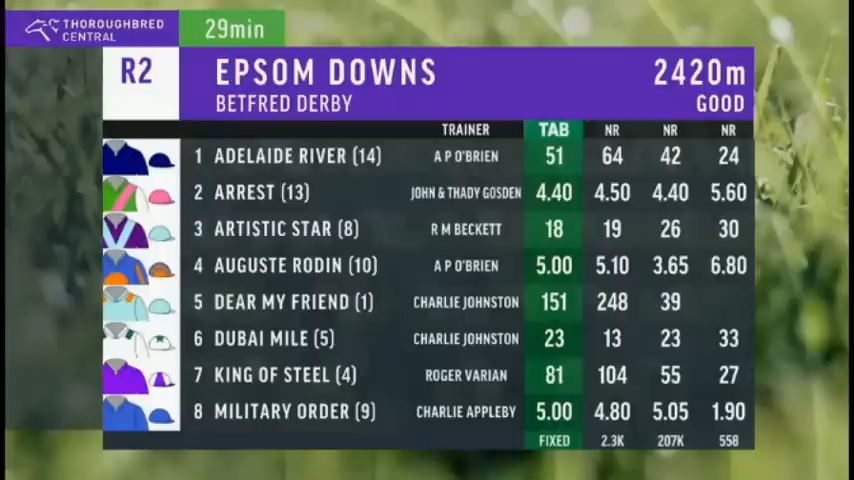 THOROUGHBRED
CENTRAL
29min
R2 EPSOM DOWNS 2420m
BETFRED DERBY GOOD
TRAINER TAB NR NR NR
1 ADELAIDE RIVER (14) A P O'BRIEN 51 64 42 24
2 ARREST (13) JOHN & THADY GOSDEN 4.40 4.50 4.40 5.60
3 ARTISTIC STAR (8) R M BECKETT 18 19 26 30
4 AUGUSTE RODIN (10) A P O'BRIEN 5.00 5.10 3.65 6.80
5 DEAR MY FRIEND (1) CHARLIE JOHNSTON 151 248 39
6 DUBAI MILE (5) CHARLIE JOHNSTON 23 13 23 33
7 KING OF STEEL (4) ROGER VARIAN 81 104 55 27
8 MILITARY ORDER (9) CHARLIE APPLEBY 5.00 4.80 5.05 1.90
FIXED 2.3K 207K 558